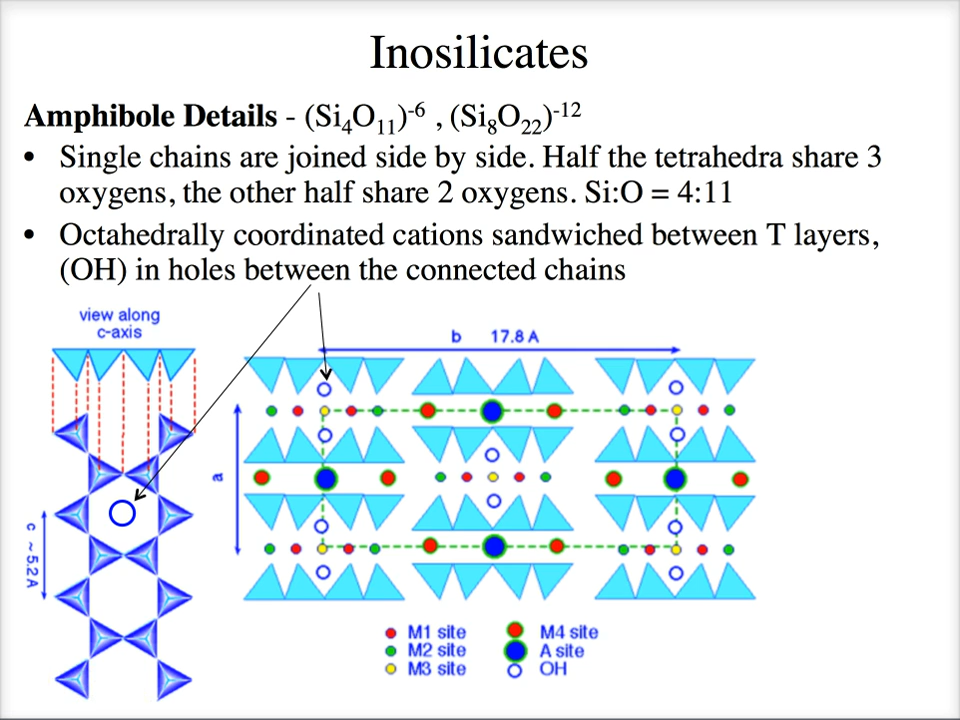 Inosilicates
Amphibole Details - (Si₄O₁₁)⁻⁶ , (Si₈O₂₂)⁻¹²
• Single chains are joined side by side. Half the tetrahedra share 3
oxygens, the other half share 2 oxygens. Si:O = 4:11
• Octahedrally coordinated cations sandwiched between T layers,
(OH) in holes between the connected chains
view along
c-axis
b 17.8 A
a
c ~ 5.2 A
M1 site
M2 site
M3 site
M4 site
A site
OH